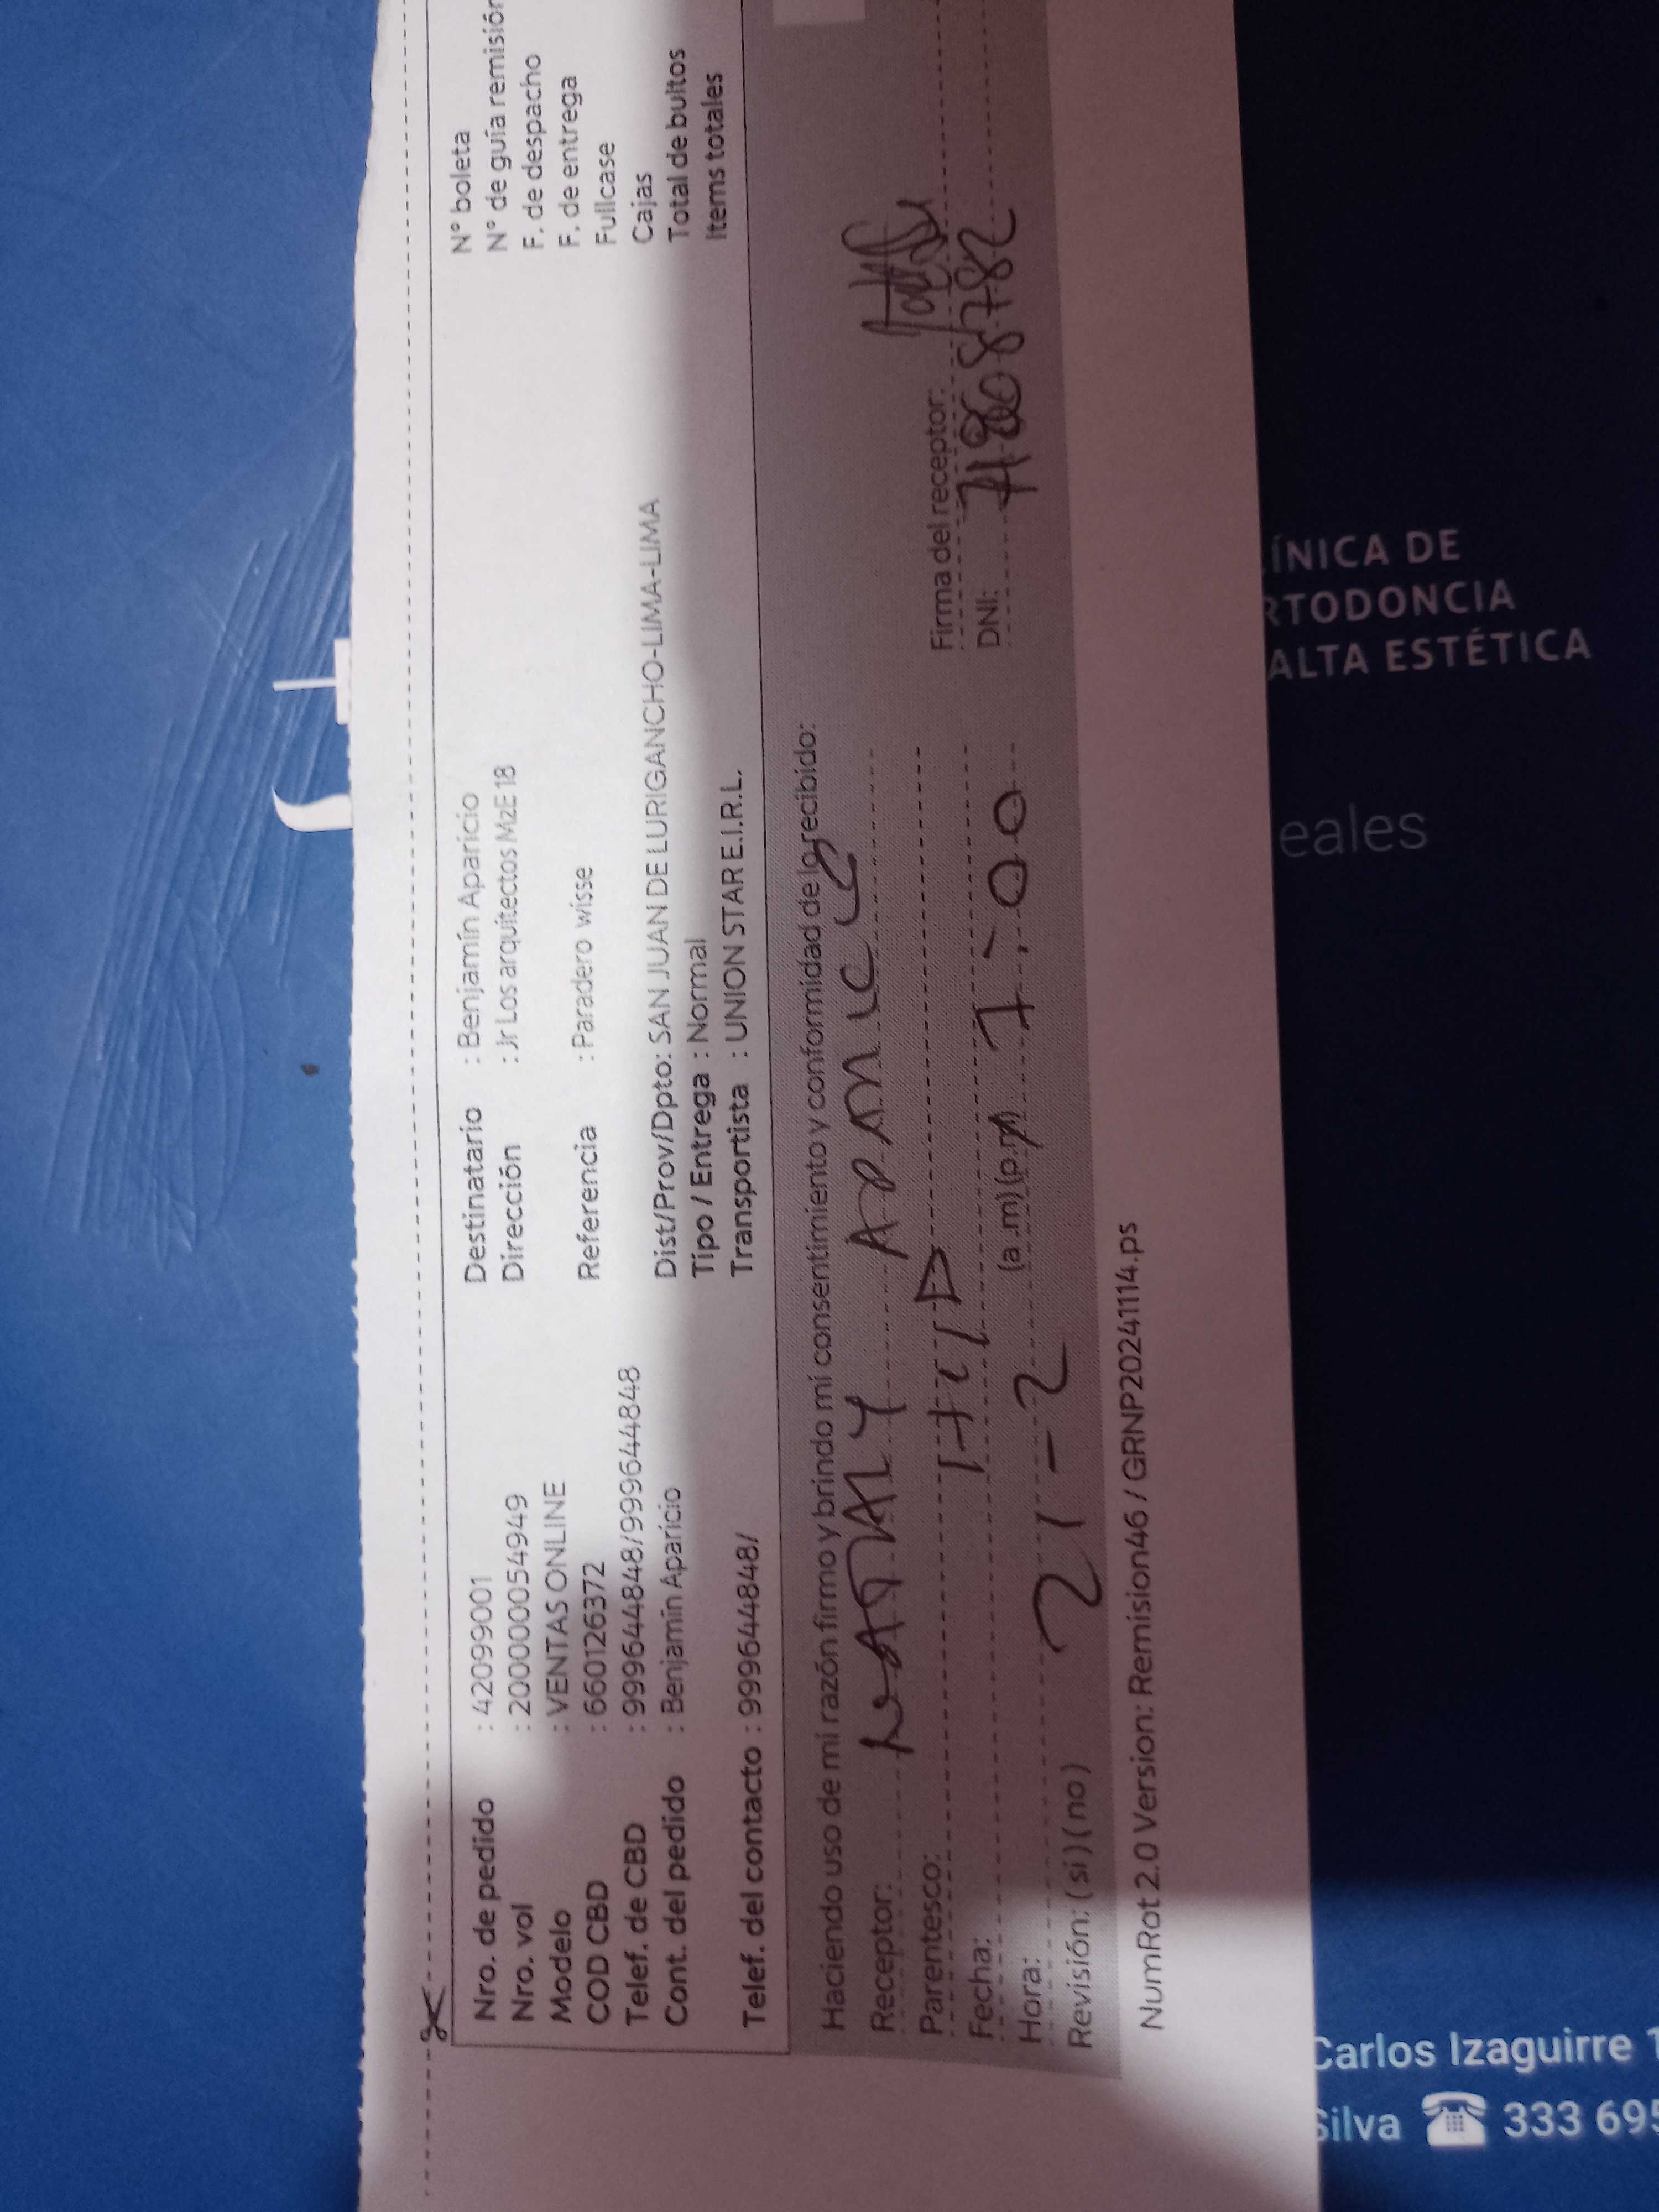 Nro. de pedido : 42099001
Nro. vol : 2000000054949
Modelo : VENTAS ONLINE
COD CBD : 660126372
Telef. de CBD : 999644848/999644848
Cont. del pedido : Benjamín Aparicio
Telef. del contacto : 999644848/
Destinatario : Benjamín Aparicio
Dirección : Jr Los arquitectos MzE 18
Referencia : Paradero wisse
Dist/Prov/Dpto: SAN JUAN DE LURIGANCHO-LIMA-LIMA
Tipo / Entrega : Normal
Transportista : UNION STAR E.I.R.L.
N° boleta
N° de guía remisión
F. de despacho
F. de entrega
Fullcase
Cajas
Total de bultos
Items totales
Haciendo uso de mi razón firmo y brindo mi consentimiento y conformidad de lo recibido:
Receptor: NATALY
Parentesco:
Fecha: 21-2
Hora: (a.m)(p.m) 7:00
Revisión: (si)(no)
Firma del receptor:
DNI:
NumRot 2.0 Version: Remision46 / GRNP20241114.ps
ÍNICA DE
RTODONCIA
ALTA ESTÉTICA
eales
Carlos Izaguirre 1
Silva ☎ 333 695